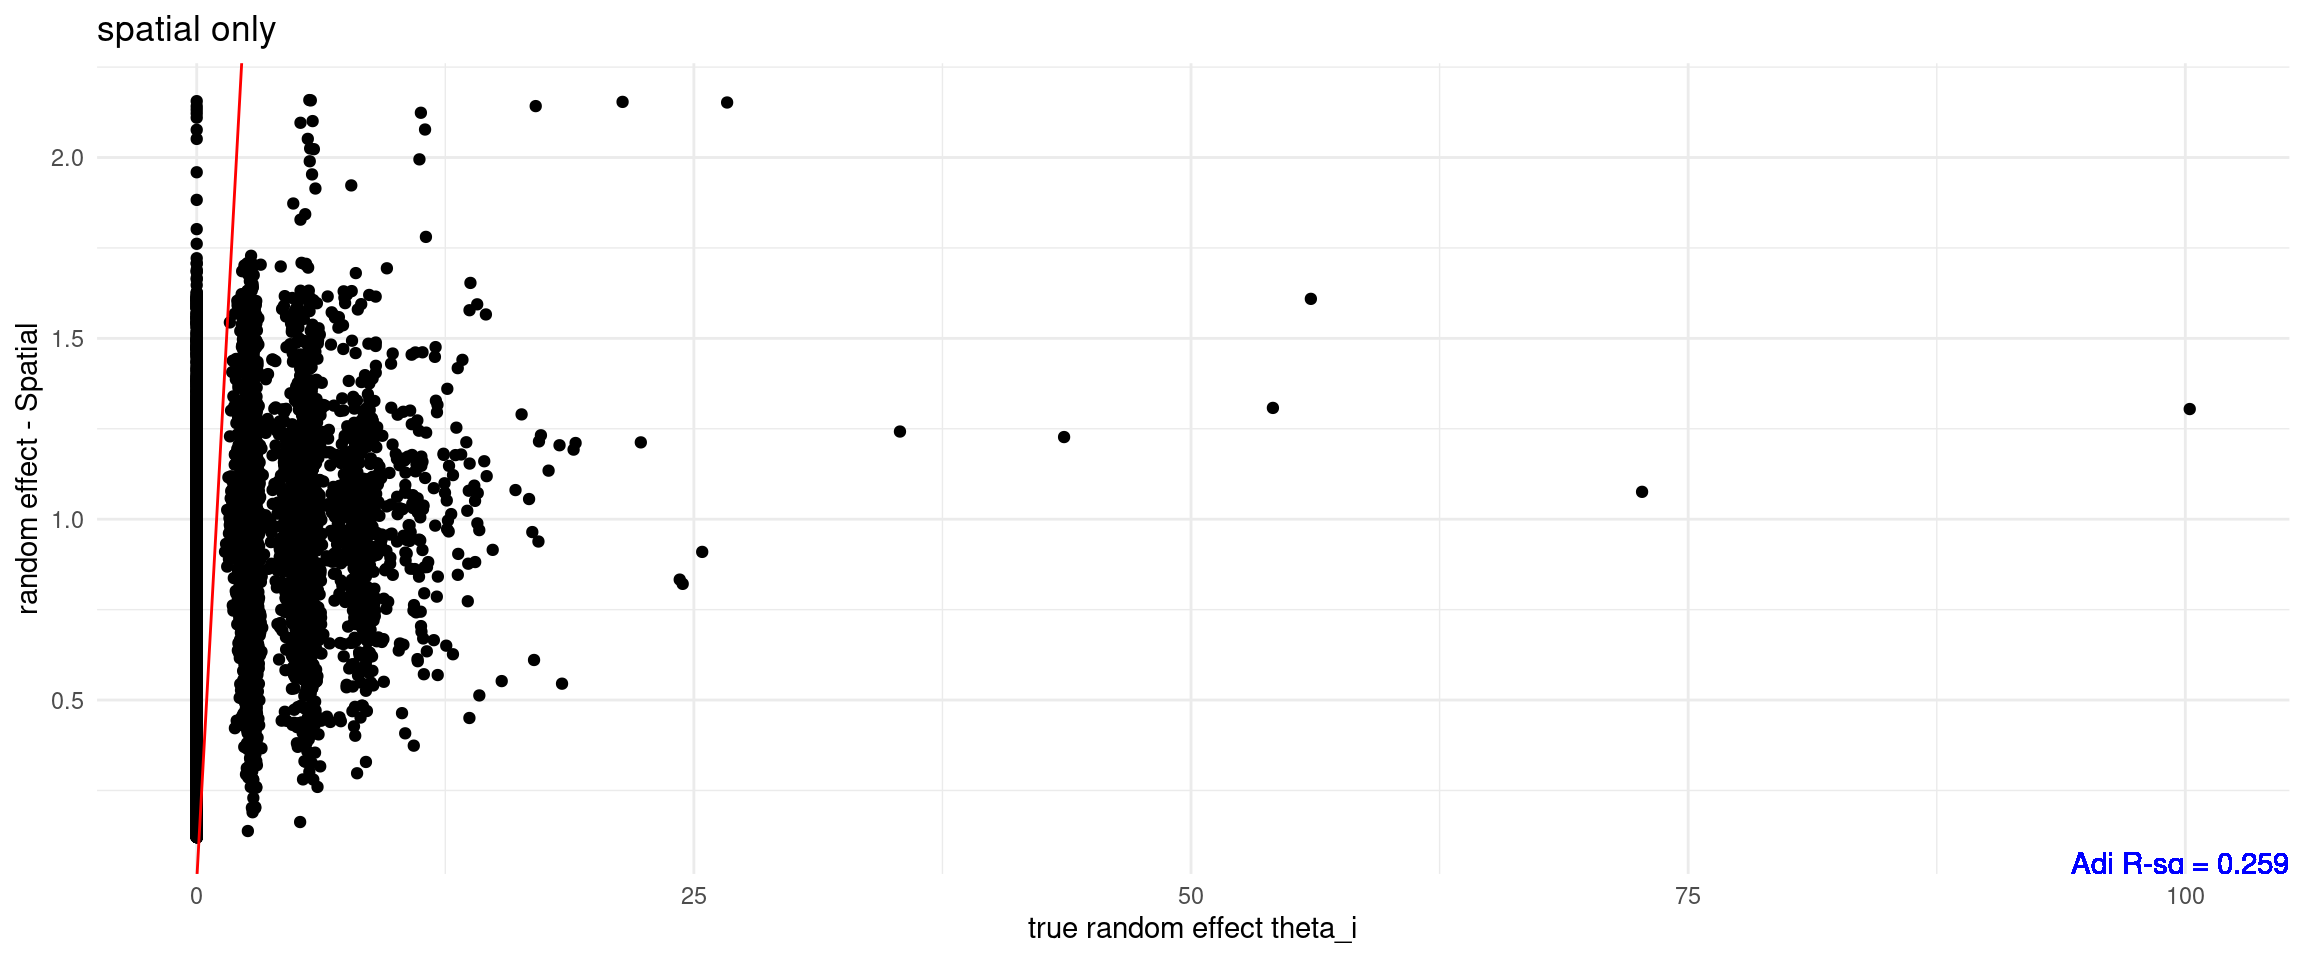 spatial only
random effect - Spatial
2.0
1.5
1.0
0.5
Adj R-sq = 0.259
0 25 50 75 100
true random effect theta_i